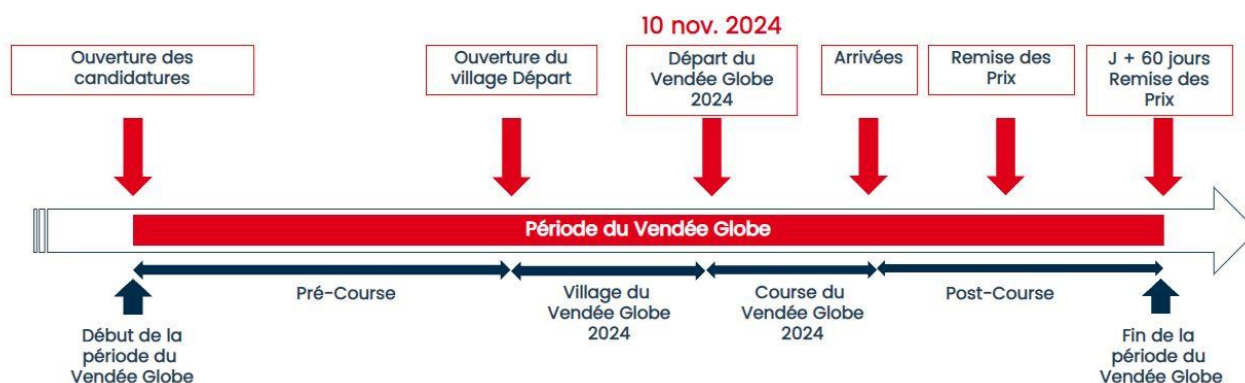 10 nov. 2024
Ouverture des
candidatures
Ouverture du
village Départ
Départ du
Vendée Globe
2024
Arrivées
Remise des
Prix
J + 60 jours
Remise des
Prix
Période du Vendée Globe
Pré-Course
Village du
Vendée Globe
2024
Course du
Vendée Globe
2024
Post-Course
Début de la
période du
Vendée Globe
Fin de la
période du
Vendée Globe